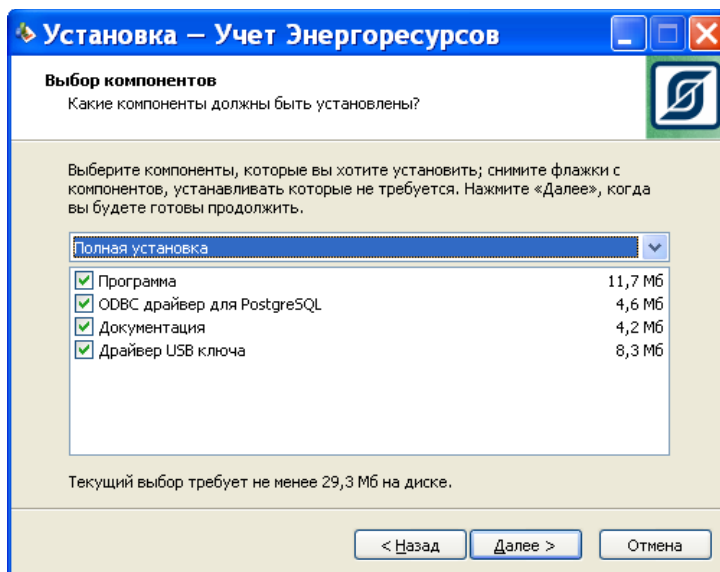 Установка — Учет Энергоресурсов
Выбор компонентов
Какие компоненты должны быть установлены?
Выберите компоненты, которые вы хотите установить; снимите флажки с
компонентов, устанавливать которые не требуется. Нажмите «Далее», когда
вы будете готовы продолжить.
Полная установка
Программа 11,7 Мб
ODBC драйвер для PostgreSQL 4,6 Мб
Документация 4,2 Мб
Драйвер USB ключа 8,3 Мб
Текущий выбор требует не менее 29,3 Мб на диске.
< Назад Далее > Отмена